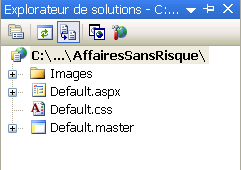 Explorateur de solutions - C:...
C:\...\AffairesSansRisque\
Images
Default.aspx
Default.css
Default.master